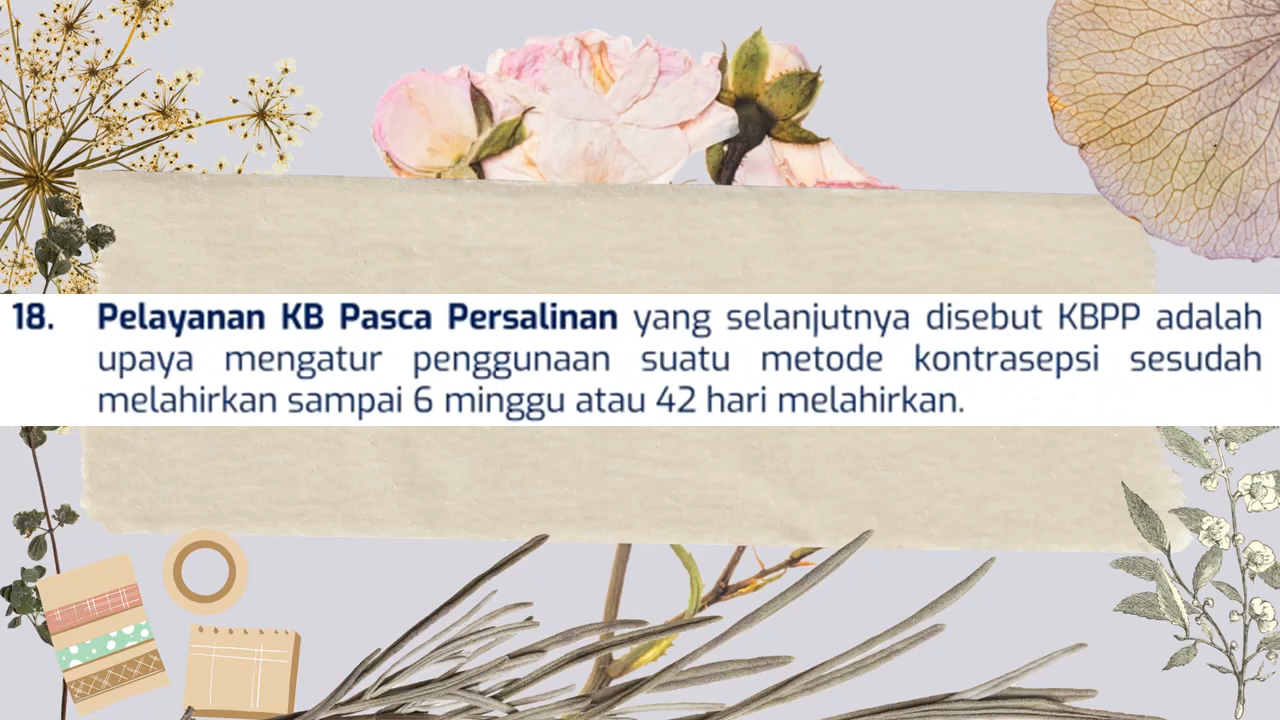 18. Pelayanan KB Pasca Persalinan yang selanjutnya disebut KBPP adalah
upaya mengatur penggunaan suatu metode kontrasepsi sesudah
melahirkan sampai 6 minggu atau 42 hari melahirkan.